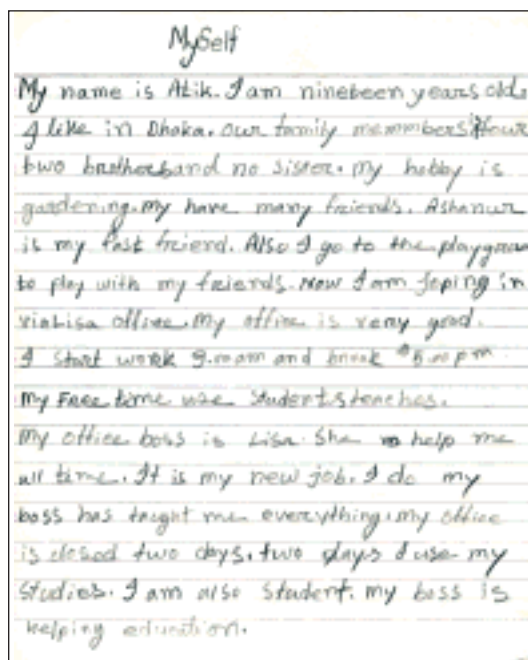 MySelf
My name is Atik. I am nineteen years old.
I like in Dhaka. our family memmbers four
two brothers and no sister. my hobby is
gardening. my have many friends. Ashanur
is my fast friend. Also I go to the playgroun
to play with my friends. Now I am joping in
vialisa office. My office is very good.
I start work 9.00am and break 5.00pm
My Free time use students teaches.
My office boss is Lisa. She help me
all time. It is my new job. I do my
boss has taught me everything. my office
is closed two days. two days I use my
studies. I am also student. my boss is
helping education.